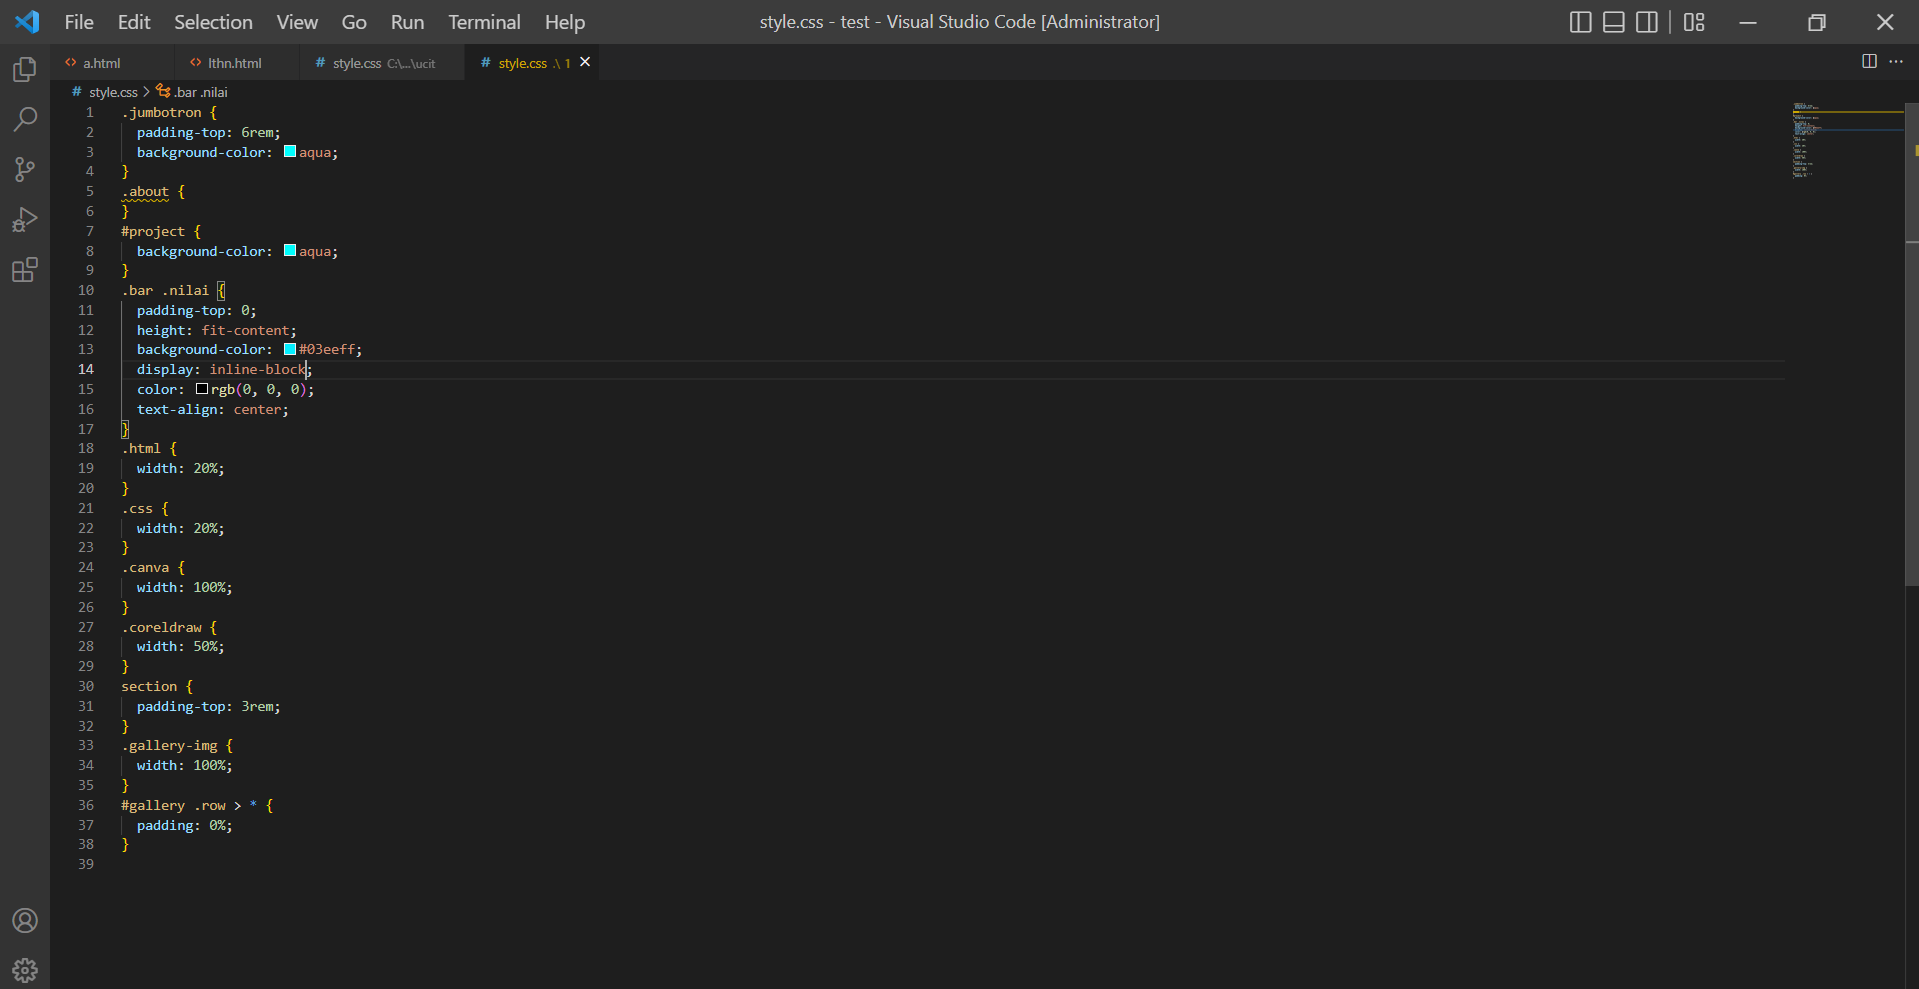 File Edit Selection View Go Run Terminal Help style.css - test - Visual Studio Code [Administrator]
a.html lthn.html # style.css C:\...\ucit # style.css .\ 1
# style.css > .bar .nilai
1 .jumbotron {
2 padding-top: 6rem;
3 background-color: aqua;
4 }
5 .about {
6 }
7 #project {
8 background-color: aqua;
9 }
10 .bar .nilai {
11 padding-top: 0;
12 height: fit-content;
13 background-color: #03eeff;
14 display: inline-block;
15 color: rgb(0, 0, 0);
16 text-align: center;
17 }
18 .html {
19 width: 20%;
20 }
21 .css {
22 width: 20%;
23 }
24 .canva {
25 width: 100%;
26 }
27 .coreldraw {
28 width: 50%;
29 }
30 section {
31 padding-top: 3rem;
32 }
33 .gallery-img {
34 width: 100%;
35 }
36 #gallery .row > * {
37 padding: 0%;
38 }
39